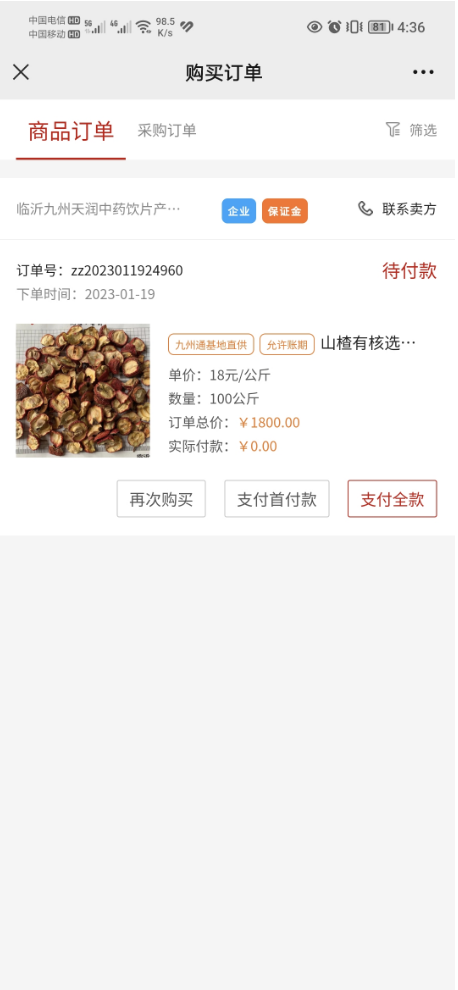 中国电信 HD 5G 4G 98.5 K/s 81 4:36
中国移动 HD
购买订单
商品订单 采购订单 筛选
临沂九州天润中药饮片产… 企业 保证金 联系卖方
订单号：zz2023011924960 待付款
下单时间：2023-01-19
九州通基地直供 允许账期 山楂有核选…
单价：18元/公斤
数量：100公斤
订单总价：￥1800.00
实际付款：￥0.00
再次购买 支付首付款 支付全款